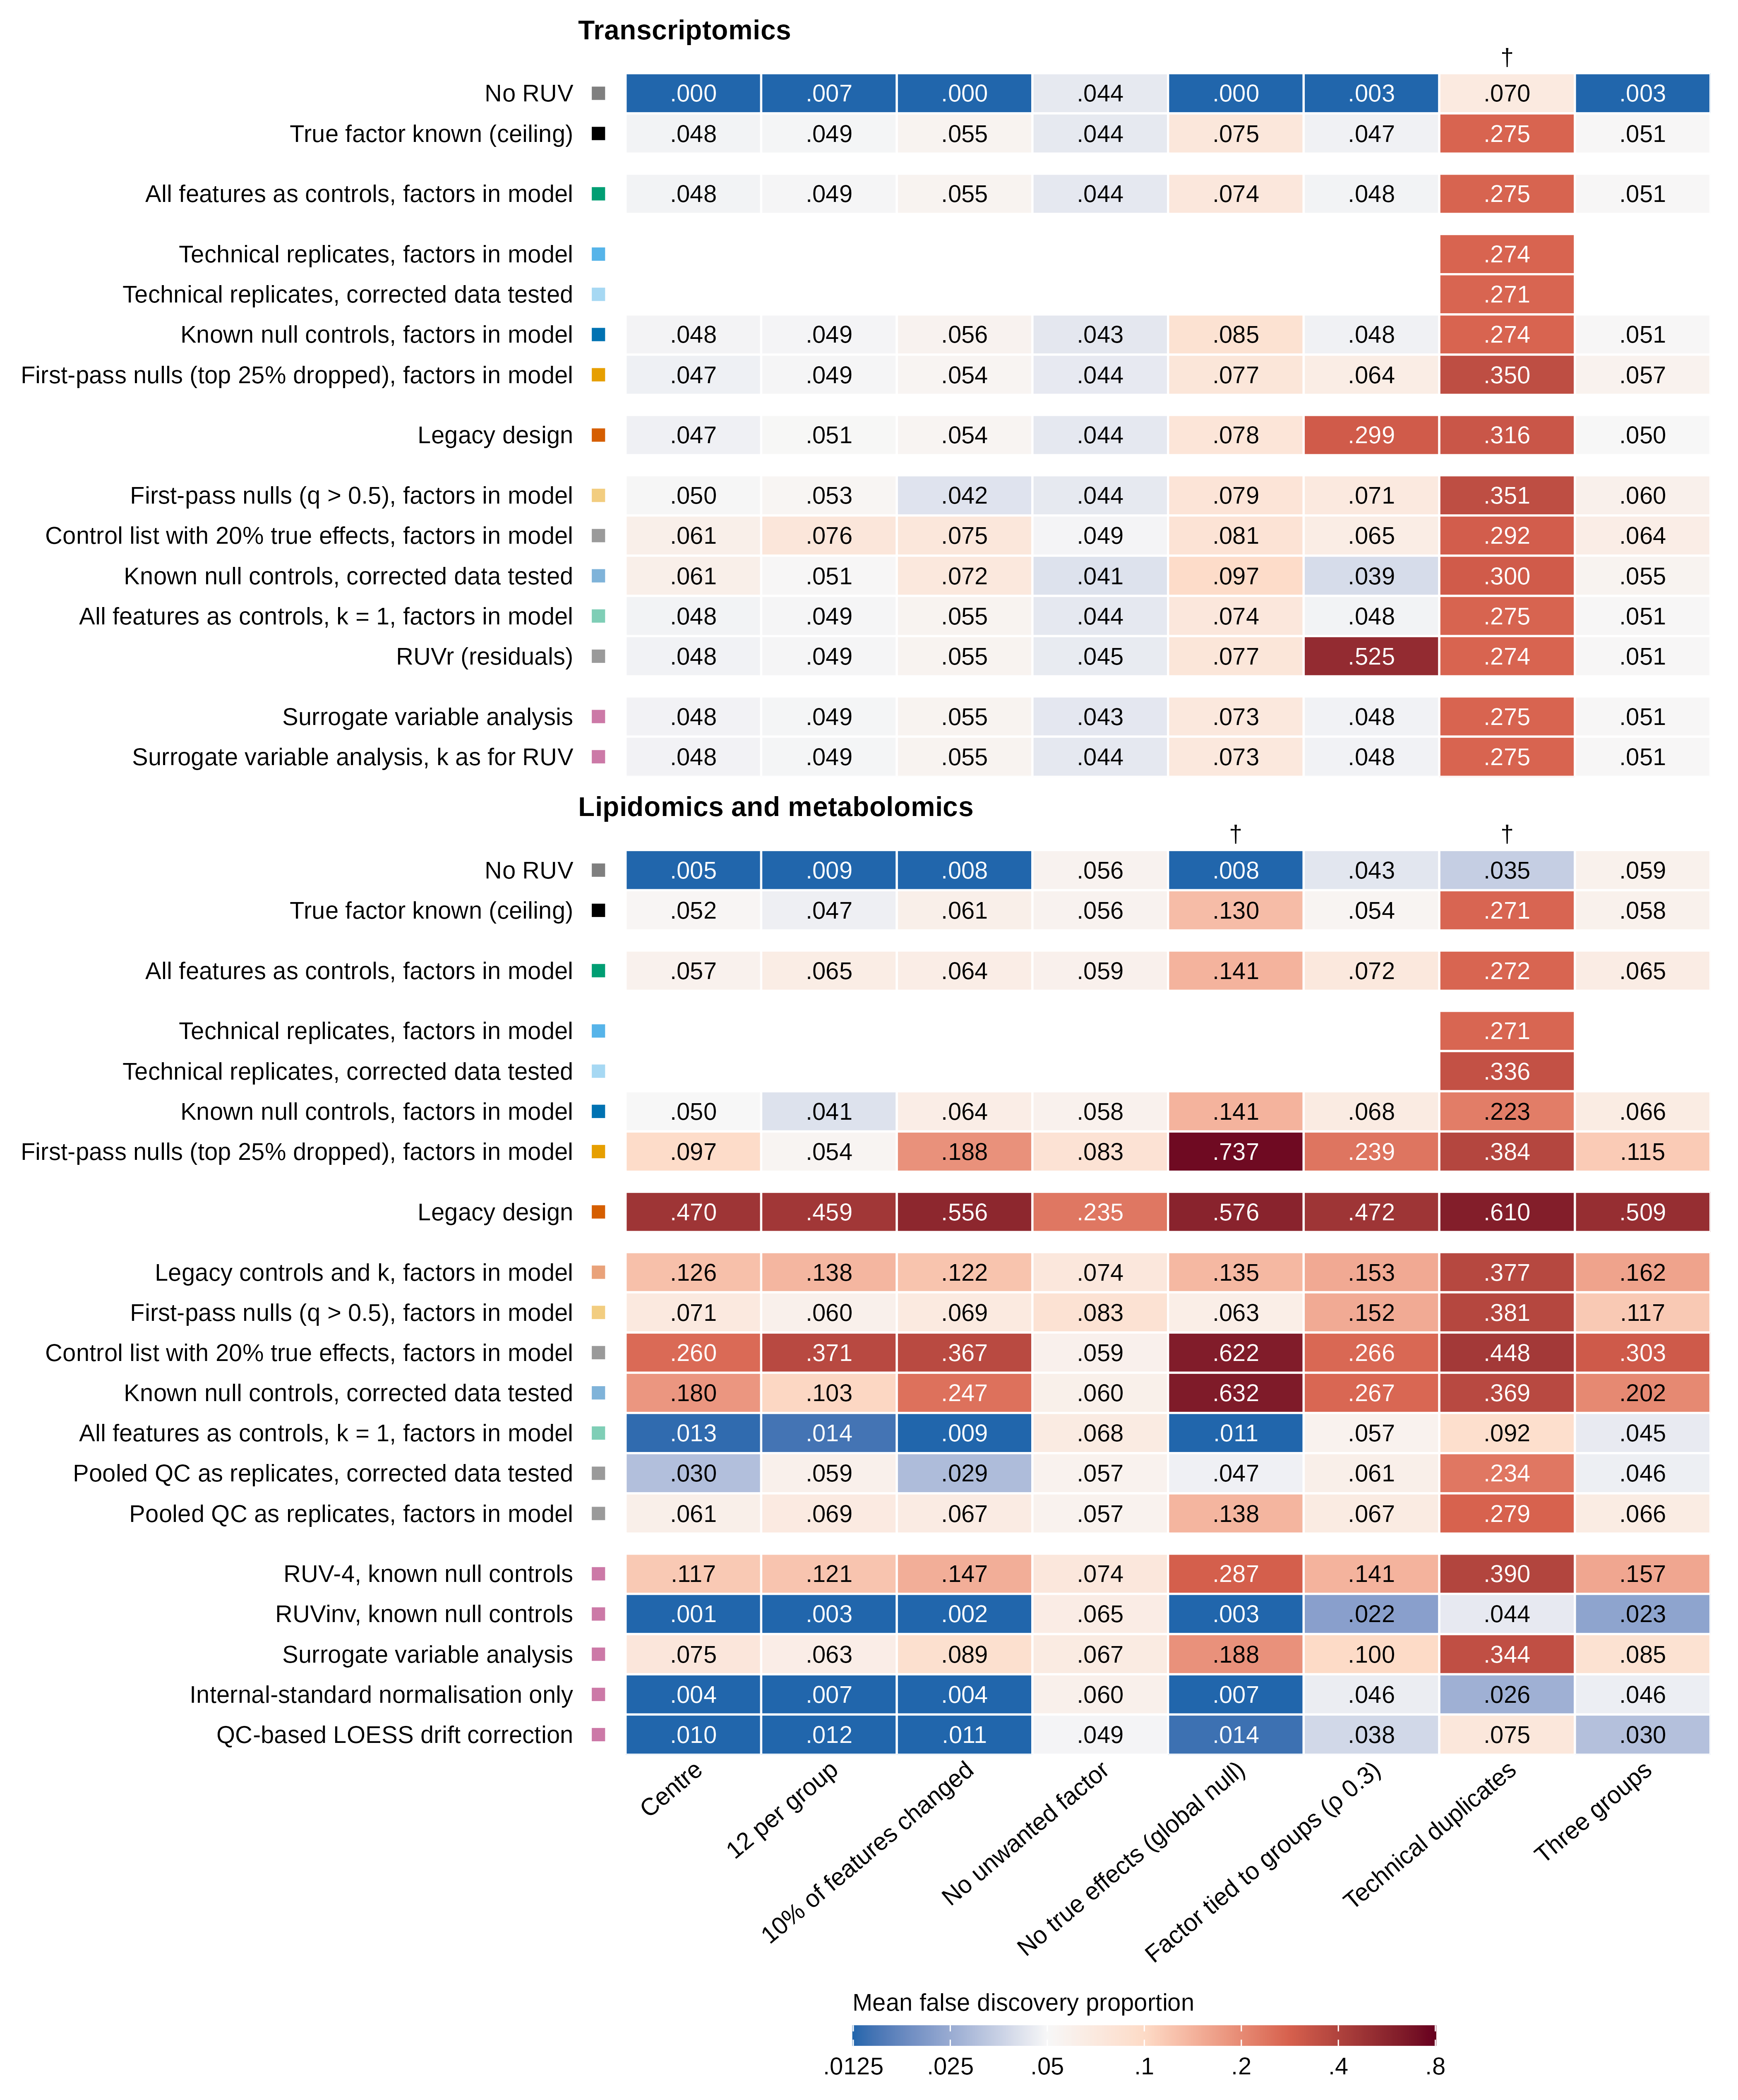 Transcriptomics
†
No RUV .000 .007 .000 .044 .000 .003 .070 .003
True factor known (ceiling) .048 .049 .055 .044 .075 .047 .275 .051
All features as controls, factors in model .048 .049 .055 .044 .074 .048 .275 .051
Technical replicates, factors in model .274
Technical replicates, corrected data tested .271
Known null controls, factors in model .048 .049 .056 .043 .085 .048 .274 .051
First-pass nulls (top 25% dropped), factors in model .047 .049 .054 .044 .077 .064 .350 .057
Legacy design .047 .051 .054 .044 .078 .299 .316 .050
First-pass nulls (q > 0.5), factors in model .050 .053 .042 .044 .079 .071 .351 .060
Control list with 20% true effects, factors in model .061 .076 .075 .049 .081 .065 .292 .064
Known null controls, corrected data tested .061 .051 .072 .041 .097 .039 .300 .055
All features as controls, k = 1, factors in model .048 .049 .055 .044 .074 .048 .275 .051
RUVr (residuals) .048 .049 .055 .045 .077 .525 .274 .051
Surrogate variable analysis .048 .049 .055 .043 .073 .048 .275 .051
Surrogate variable analysis, k as for RUV .048 .049 .055 .044 .073 .048 .275 .051
Lipidomics and metabolomics
† †
No RUV .005 .009 .008 .056 .008 .043 .035 .059
True factor known (ceiling) .052 .047 .061 .056 .130 .054 .271 .058
All features as controls, factors in model .057 .065 .064 .059 .141 .072 .272 .065
Technical replicates, factors in model .271
Technical replicates, corrected data tested .336
Known null controls, factors in model .050 .041 .064 .058 .141 .068 .223 .066
First-pass nulls (top 25% dropped), factors in model .097 .054 .188 .083 .737 .239 .384 .115
Legacy design .470 .459 .556 .235 .576 .472 .610 .509
Legacy controls and k, factors in model .126 .138 .122 .074 .135 .153 .377 .162
First-pass nulls (q > 0.5), factors in model .071 .060 .069 .083 .063 .152 .381 .117
Control list with 20% true effects, factors in model .260 .371 .367 .059 .622 .266 .448 .303
Known null controls, corrected data tested .180 .103 .247 .060 .632 .267 .369 .202
All features as controls, k = 1, factors in model .013 .014 .009 .068 .011 .057 .092 .045
Pooled QC as replicates, corrected data tested .030 .059 .029 .057 .047 .061 .234 .046
Pooled QC as replicates, factors in model .061 .069 .067 .057 .138 .067 .279 .066
RUV-4, known null controls .117 .121 .147 .074 .287 .141 .390 .157
RUVinv, known null controls .001 .003 .002 .065 .003 .022 .044 .023
Surrogate variable analysis .075 .063 .089 .067 .188 .100 .344 .085
Internal-standard normalisation only .004 .007 .004 .060 .007 .046 .026 .046
QC-based LOESS drift correction .010 .012 .011 .049 .014 .038 .075 .030
Centre
12 per group
10% of features changed
No unwanted factor
No true effects (global null)
Factor tied to groups (ρ 0.3)
Technical duplicates
Three groups
Mean false discovery proportion
.0125 .025 .05 .1 .2 .4 .8